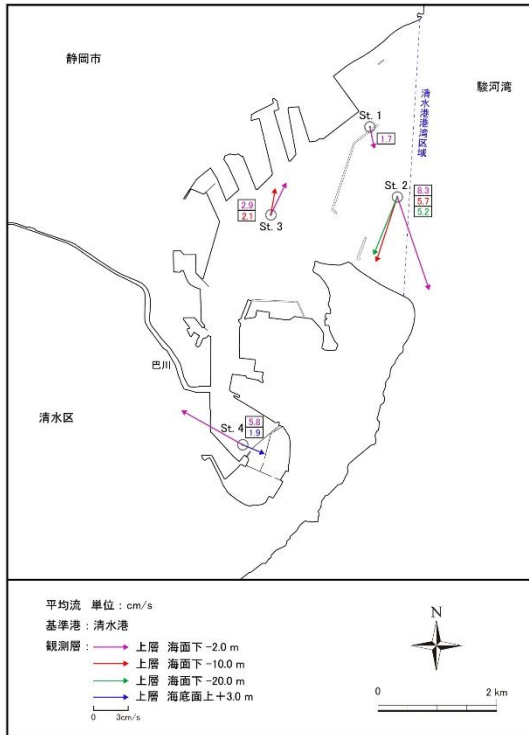 静岡市
駿河湾
清水港港湾区域
St. 1
1.7
St. 2
8.3
5.7
5.2
2.9
2.1
St. 3
巴川
清水区
5.8
1.9
St. 4
平均流 単位:cm/s
基準港:清水港
観測層:
上層 海面下-2.0 m
上層 海面下-10.0 m
上層 海面下-20.0 m
上層 海底面上+3.0 m
0 3cm/s
N
0 2 km